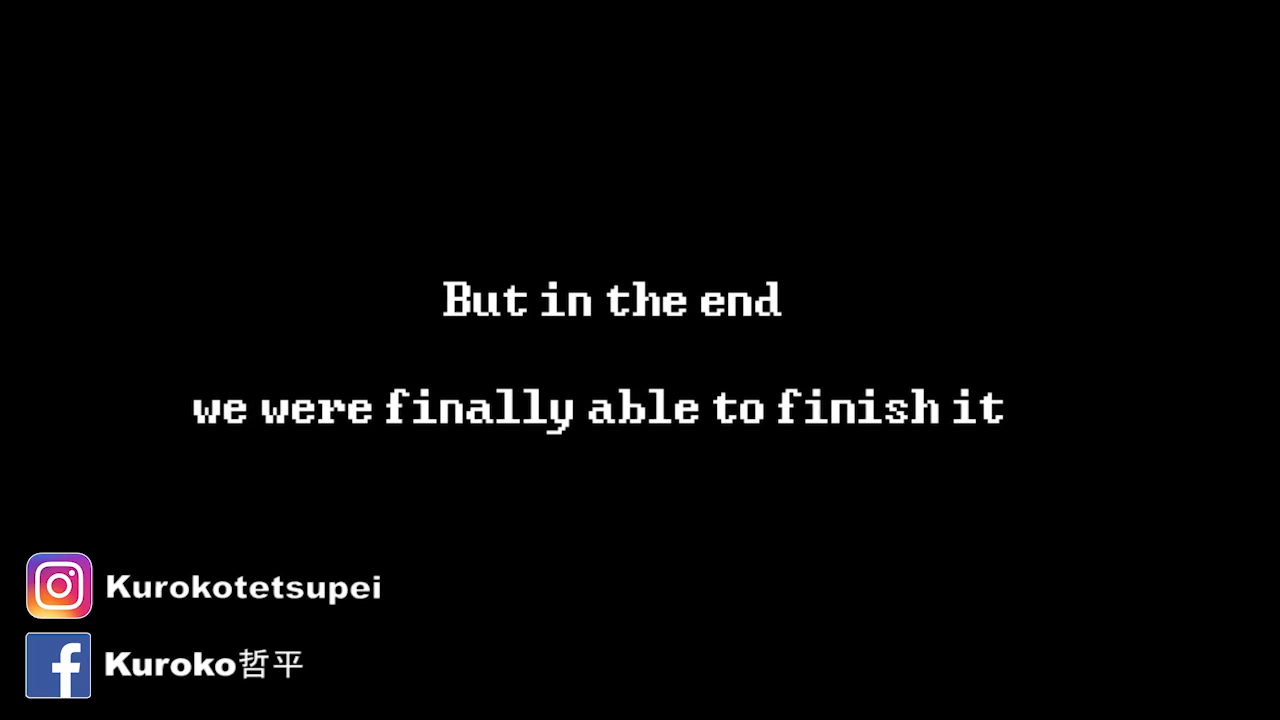 But in the end
we were finally able to finish it
Kurokotetsupei
Kuroko哲平